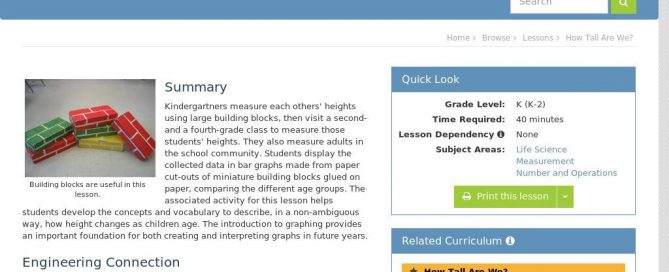 Search
Home > Browse > Lessons > How Tall Are We?
Summary
Kindergartners measure each others' heights
using large building blocks, then visit a second-
and a fourth-grade class to measure those
students' heights. They also measure adults in
the school community. Students display the
collected data in bar graphs made from paper
cut-outs of miniature building blocks glued on
paper, comparing the different age groups. The
associated activity for this lesson helps
students develop the concepts and vocabulary to describe, in a non-ambiguous
way, how height changes as children age. The introduction to graphing provides
an important foundation for both creating and interpreting graphs in future years.
Building blocks are useful in this
lesson.
Engineering Connection
Quick Look
Grade Level: K (K-2)
Time Required: 40 minutes
Lesson Dependency None
Subject Areas: Life Science
Measurement
Number and Operations
Print this lesson
Related Curriculum
How Tall Are We?